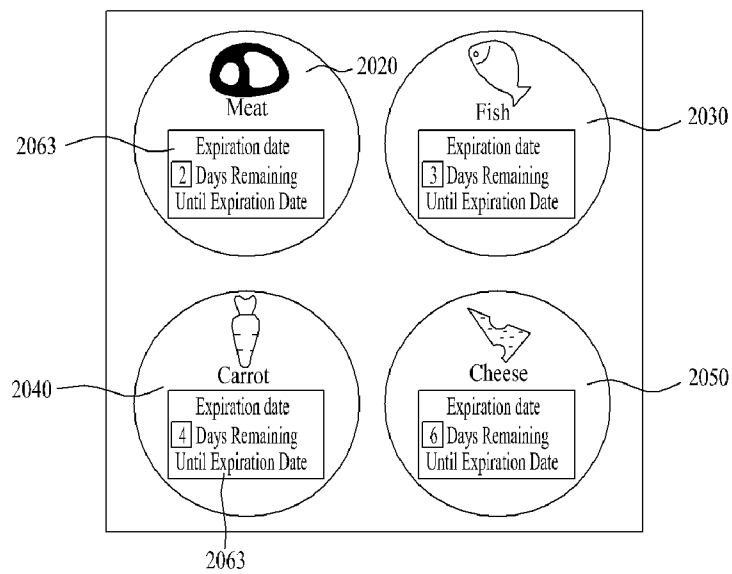 2020
Meat
2063
Expiration date
2 Days Remaining
Until Expiration Date
Fish
2030
Expiration date
3 Days Remaining
Until Expiration Date
2040
Carrot
Expiration date
4 Days Remaining
Until Expiration Date
2063
Cheese
2050
Expiration date
6 Days Remaining
Until Expiration Date